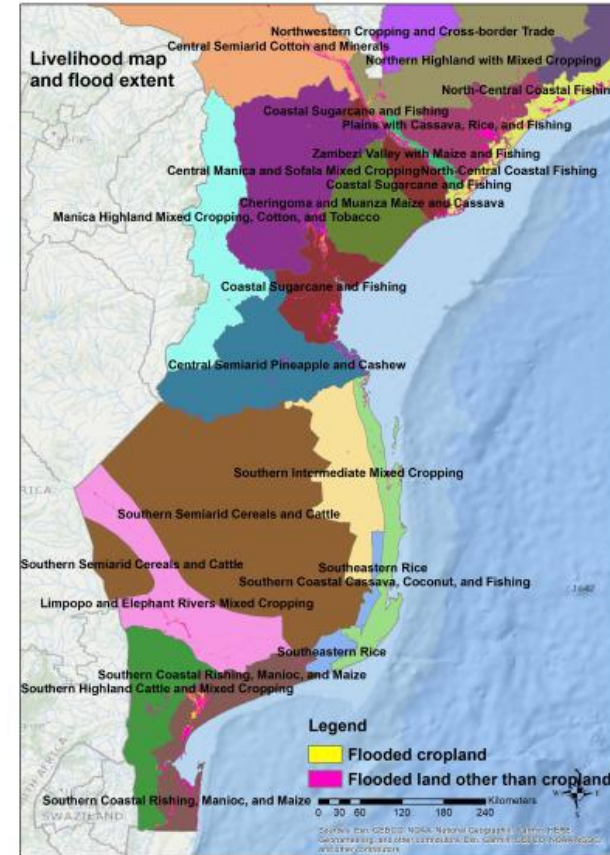 Livelihood map
and flood extent
Northwestern Cropping and Cross-border Trade
Central Semiarid Cotton and Minerals
Northern Highland with Mixed Cropping
North-Central Coastal Fishin
Coastal Sugarcane and Fishing
Plains with Cassava, Rice, and Fishing
Zambezi Valley with Maize and Fishing
Central Manica and Sofala Mixed Cropping
North-Central Coastal Fishing
Coastal Sugarcane and Fishing
Cheringoma and Muanza Maize and Cassava
Manica Highland Mixed Cropping, Cotton, and Tobacco
Coastal Sugarcane and Fishing
Central Semiarid Pineapple and Cashew
Southern Intermediate Mixed Cropping
Southern Semiarid Cereals and Cattle
Southern Semiarid Cereals and Cattle
Southeastern Rice
Southern Coastal Cassava, Coconut, and Fishing
Limpopo and Elephant Rivers Mixed Cropping
Southeastern Rice
Southern Coastal Rishing, Manioc, and Maize
Southern Highland Cattle and Mixed Cropping
Legend
Flooded cropland
Flooded land other than cropland
Southern Coastal Rishing, Manioc, and Maize
Kilometers
0 30 60 120 180 240
SWAZILAND